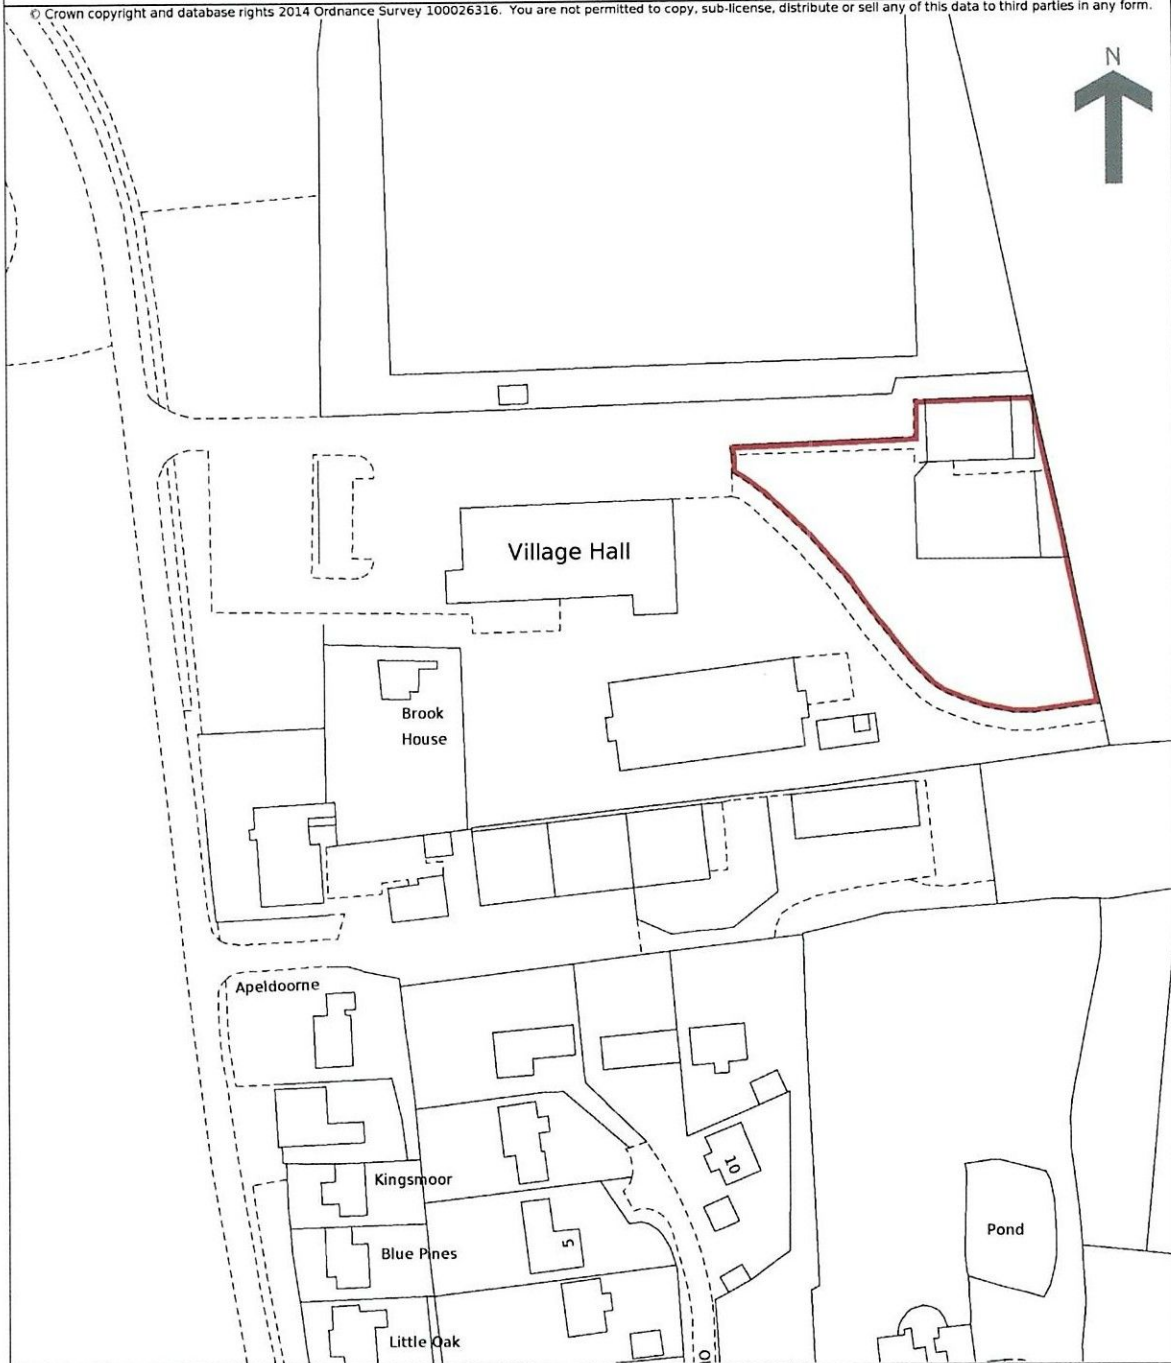 © Crown copyright and database rights 2014 Ordnance Survey 100026316. You are not permitted to copy, sub-license, distribute or sell any of this data to third parties in any form.
N
Village Hall
Brook
House
Apeldoorne
10
Kingsmoor
5
Blue Pines
Pond
Little Oak